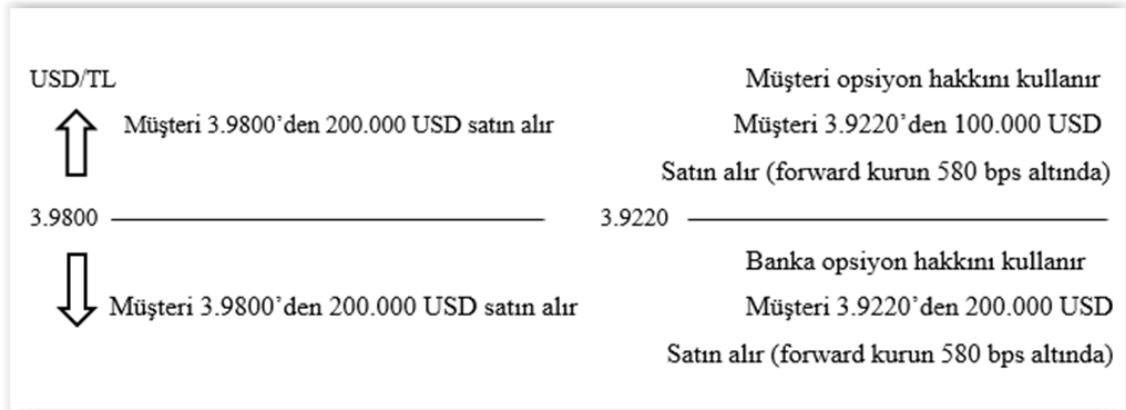 USD/TL
Müşteri 3.9800’den 200.000 USD satın alır
3.9800
Müşteri 3.9800’den 200.000 USD satın alır
Müşteri opsiyon hakkını kullanır
Müşteri 3.9220’den 100.000 USD
Satın alır (forward kurun 580 bps altında)
3.9220
Banka opsiyon hakkını kullanır
Müşteri 3.9220’den 200.000 USD
Satın alır (forward kurun 580 bps altında)